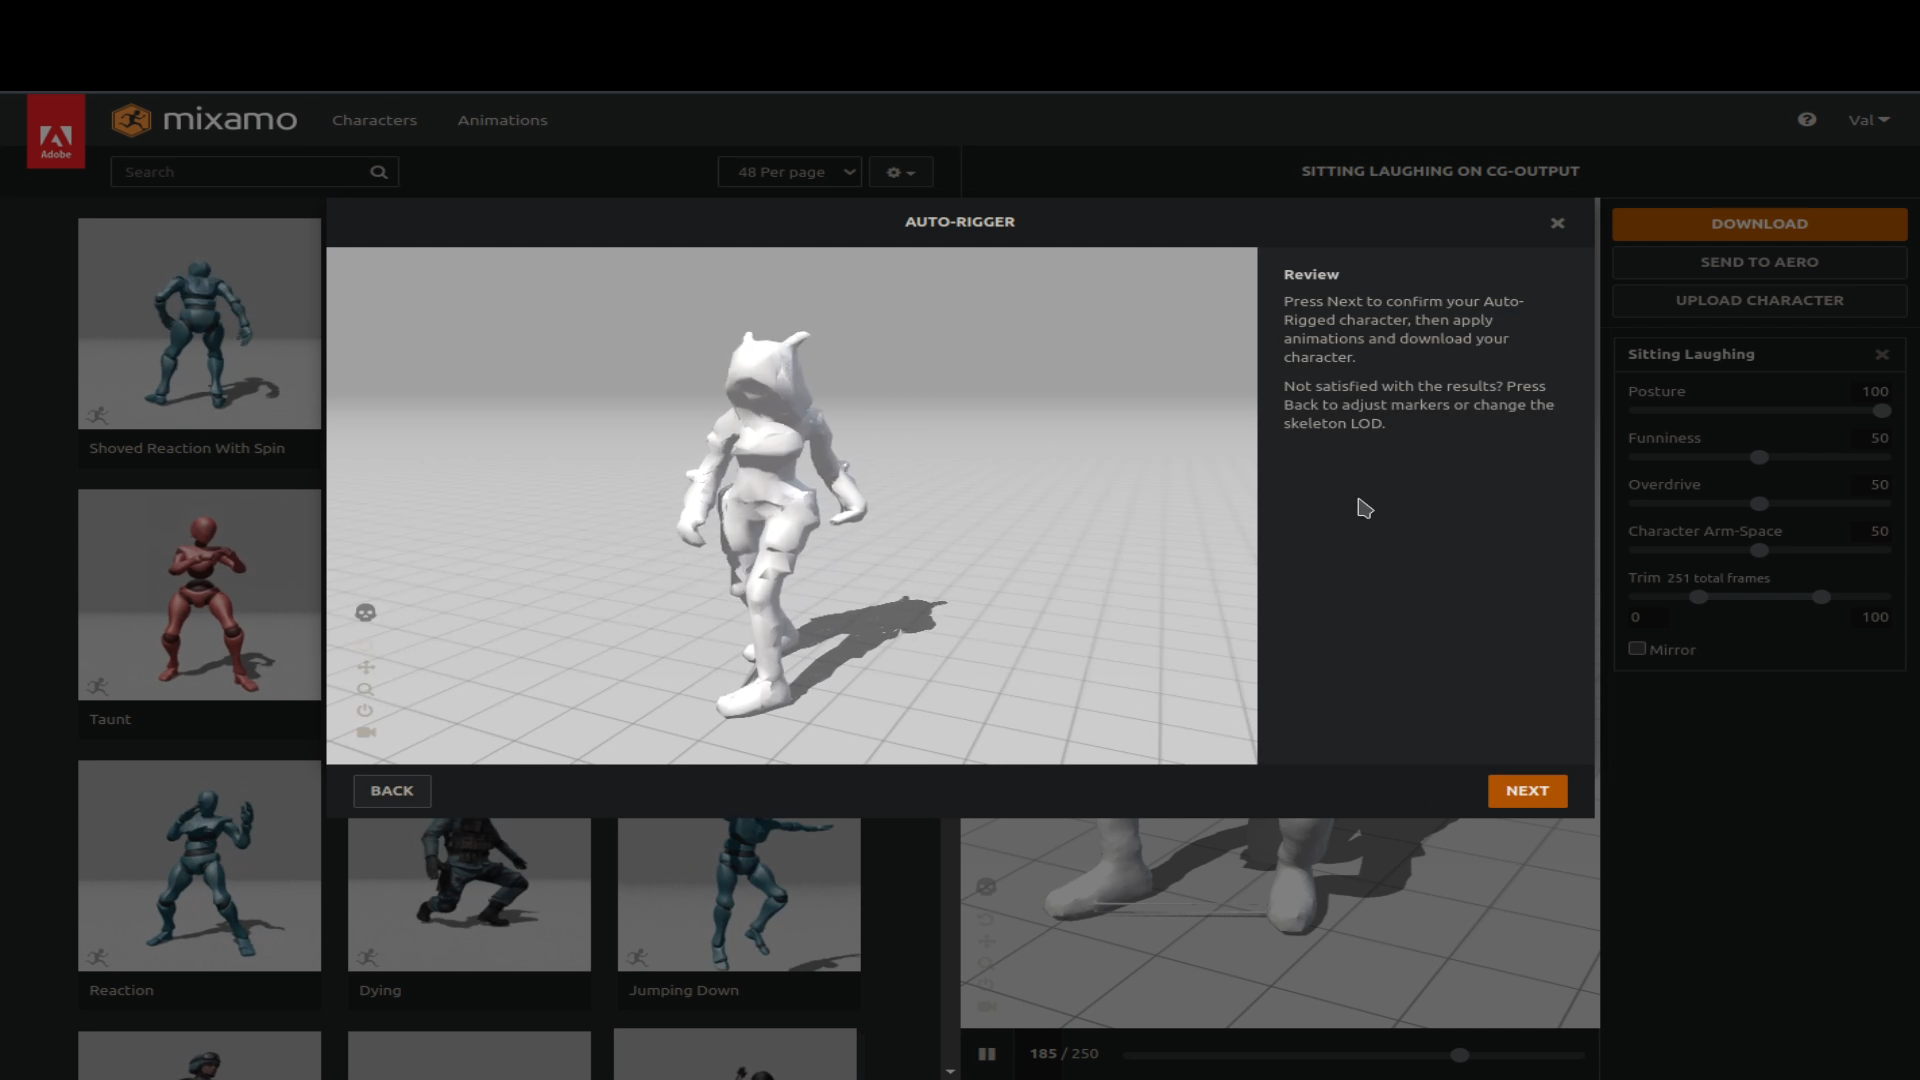 Adobe
mixamo
Characters
Animations
Val
Search
48 Per page
SITTING LAUGHING ON CG-OUTPUT
AUTO-RIGGER
Review
Press Next to confirm your Auto-
Rigged character, then apply
animations and download your
character.
Not satisfied with the results? Press
Back to adjust markers or change the
skeleton LOD.
BACK
NEXT
DOWNLOAD
SEND TO AERO
UPLOAD CHARACTER
Sitting Laughing
Posture 100
Funniness 50
Overdrive 50
Character Arm-Space 50
Trim 251 total frames
0 100
Mirror
Shoved Reaction With Spin
Taunt
Reaction
Dying
Jumping Down
185 / 250